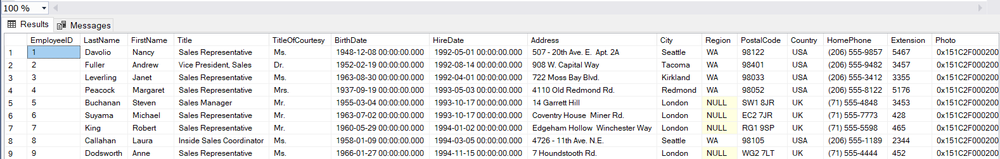 100 %
Results Messages
EmployeeID LastName FirstName Title TitleOfCourtesy BirthDate HireDate Address City Region PostalCode Country HomePhone Extension Photo
1 1 Davolio Nancy Sales Representative Ms. 1948-12-08 00:00:00.000 1992-05-01 00:00:00.000 507 - 20th Ave. E.  Apt. 2A Seattle WA 98122 USA (206) 555-9857 5467 0x151C2F000200
2 2 Fuller Andrew Vice President, Sales Dr. 1952-02-19 00:00:00.000 1992-08-14 00:00:00.000 908 W. Capital Way Tacoma WA 98401 USA (206) 555-9482 3457 0x151C2F000200
3 3 Leverling Janet Sales Representative Ms. 1963-08-30 00:00:00.000 1992-04-01 00:00:00.000 722 Moss Bay Blvd. Kirkland WA 98033 USA (206) 555-3412 3355 0x151C2F000200
4 4 Peacock Margaret Sales Representative Mrs. 1937-09-19 00:00:00.000 1993-05-03 00:00:00.000 4110 Old Redmond Rd. Redmond WA 98052 USA (206) 555-8122 5176 0x151C2F000200
5 5 Buchanan Steven Sales Manager Mr. 1955-03-04 00:00:00.000 1993-10-17 00:00:00.000 14 Garrett Hill London NULL SW1 8JR UK (71) 555-4848 3453 0x151C2F000200
6 6 Suyama Michael Sales Representative Mr. 1963-07-02 00:00:00.000 1993-10-17 00:00:00.000 Coventry House  Miner Rd. London NULL EC2 7JR UK (71) 555-7773 428 0x151C2F000200
7 7 King Robert Sales Representative Mr. 1960-05-29 00:00:00.000 1994-01-02 00:00:00.000 Edgeham Hollow  Winchester Way London NULL RG1 9SP UK (71) 555-5598 465 0x151C2F000200
8 8 Callahan Laura Inside Sales Coordinator Ms. 1958-01-09 00:00:00.000 1994-03-05 00:00:00.000 4726 - 11th Ave. N.E. Seattle WA 98105 USA (206) 555-1189 2344 0x151C2F000200
9 9 Dodsworth Anne Sales Representative Ms. 1966-01-27 00:00:00.000 1994-11-15 00:00:00.000 7 Houndstooth Rd. London NULL WG2 7LT UK (71) 555-4444 452 0x151C2F000200